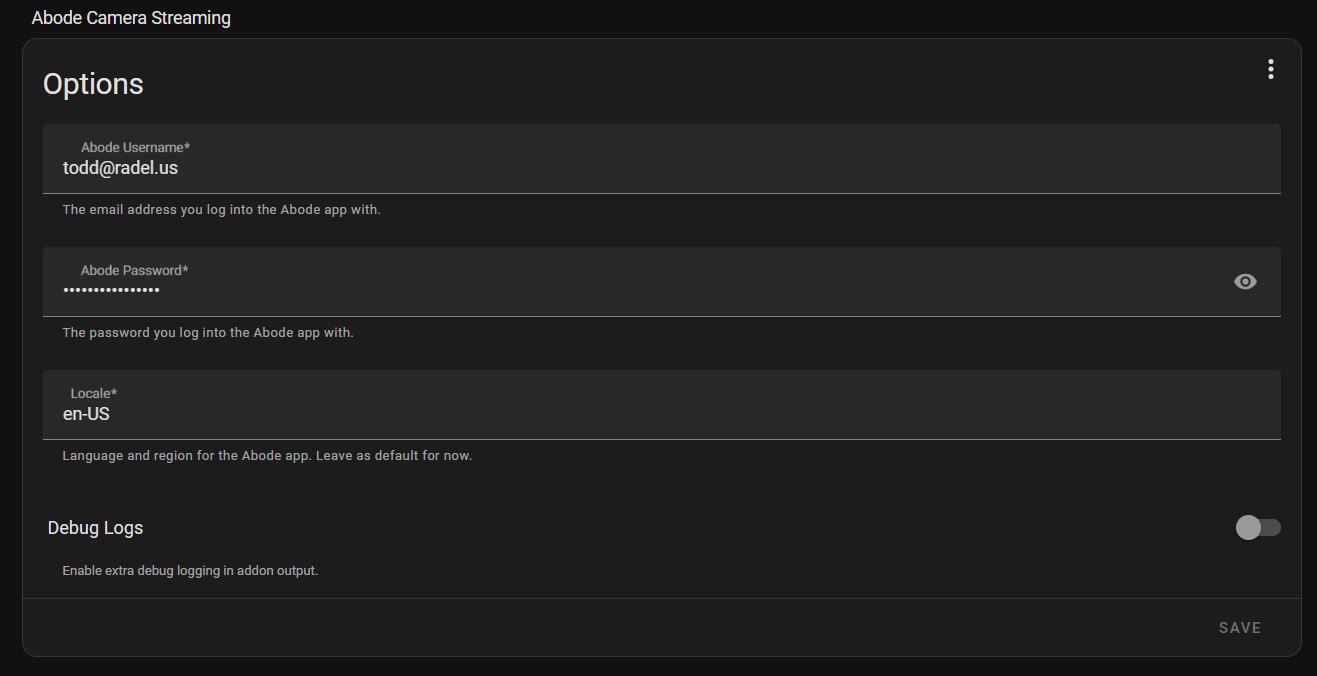 Abode Camera Streaming
Options
Abode Username*
todd@radel.us
The email address you log into the Abode app with.
Abode Password*
••••••••••••••••
The password you log into the Abode app with.
Locale*
en-US
Language and region for the Abode app. Leave as default for now.
Debug Logs
Enable extra debug logging in addon output.
SAVE